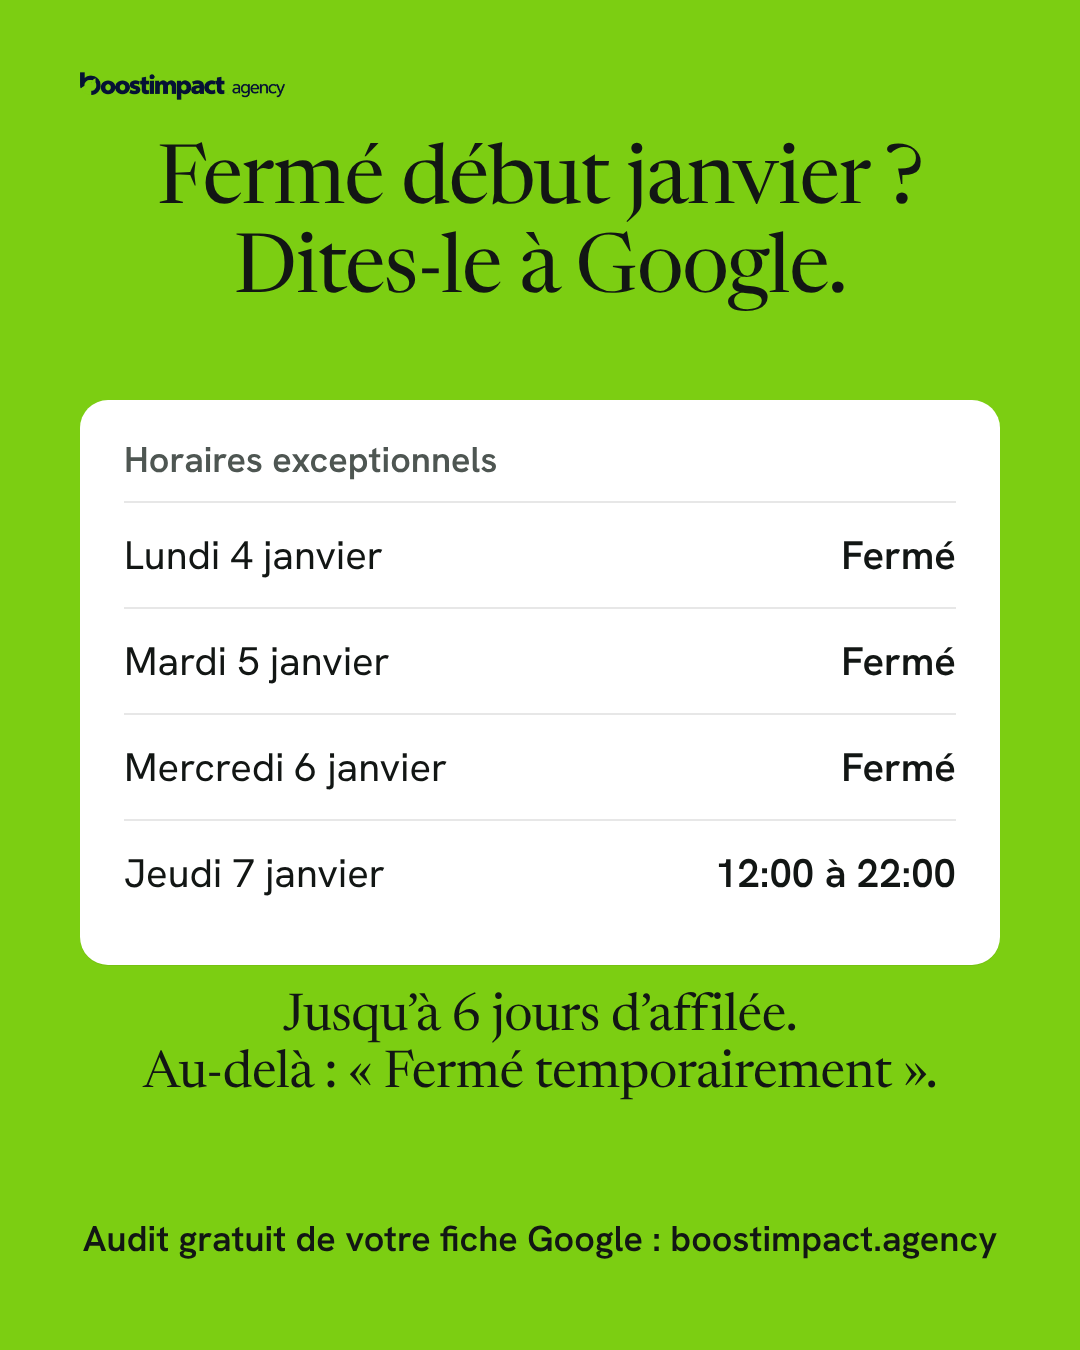 boostimpact agency
Fermé début janvier ?
Dites-le à Google.
Horaires exceptionnels
Lundi 4 janvier Fermé
Mardi 5 janvier Fermé
Mercredi 6 janvier Fermé
Jeudi 7 janvier 12:00 à 22:00
Jusqu’à 6 jours d’affilée.
Au-delà : « Fermé temporairement ».
Audit gratuit de votre fiche Google : boostimpact.agency